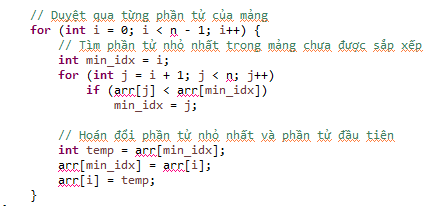 // Duyệt qua từng phần tử của mảng
for (int i = 0; i < n - 1; i++) {
// Tìm phần tử nhỏ nhất trong mảng chưa được sắp xếp
int min_idx = i;
for (int j = i + 1; j < n; j++)
if (arr[j] < arr[min_idx])
min_idx = j;
// Hoán đổi phần tử nhỏ nhất và phần tử đầu tiên
int temp = arr[min_idx];
arr[min_idx] = arr[i];
arr[i] = temp;
}